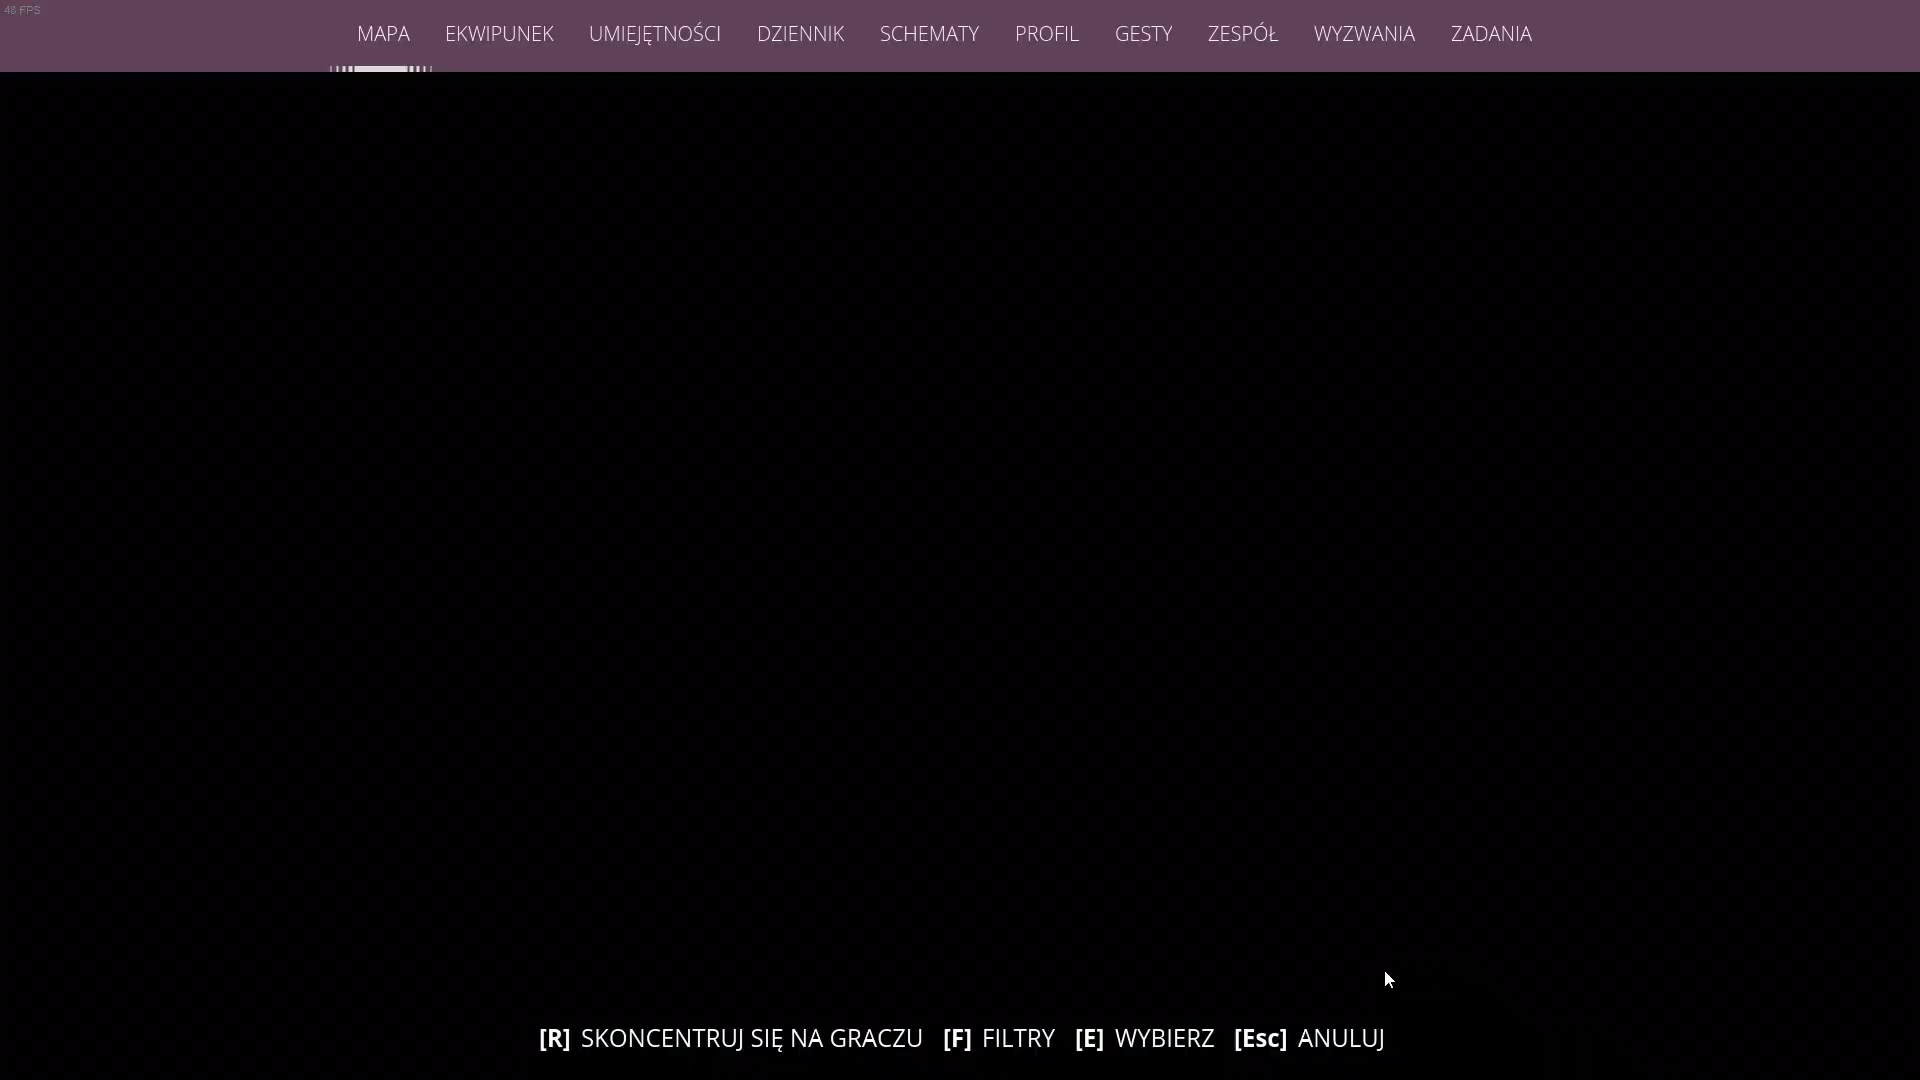 48 FPS
MAPA EKWIPUNEK UMIEJĘTNOŚCI DZIENNIK SCHEMATY PROFIL GESTY ZESPÓŁ WYZWANIA ZADANIA
[R] SKONCENTRUJ SIĘ NA GRACZU [F] FILTRY [E] WYBIERZ [Esc] ANULUJ